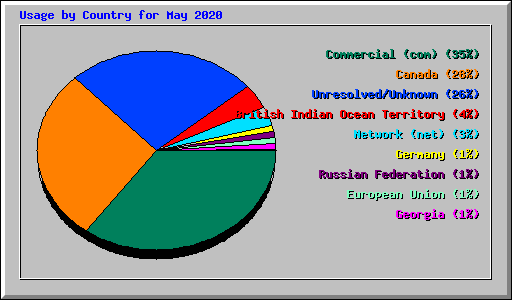 Usage by Country for May 2020
Commercial (com) (35%)
Canada (28%)
Unresolved/Unknown (26%)
British Indian Ocean Territory (4%)
Network (net) (3%)
Germany (1%)
Russian Federation (1%)
European Union (1%)
Georgia (1%)